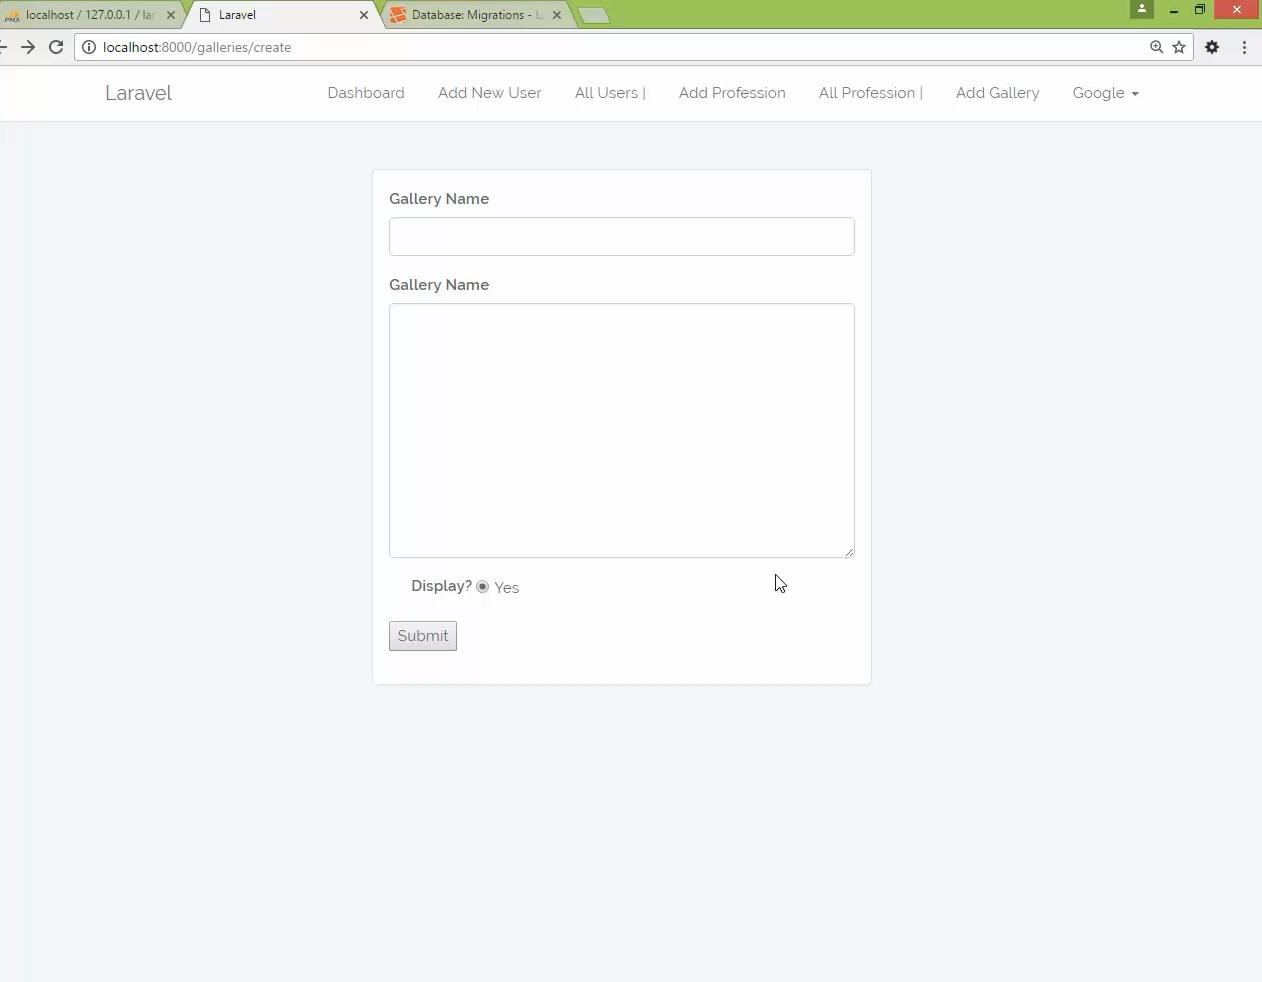 localhost / 127.0.0.1 / lar
Laravel
Database: Migrations - L
localhost:8000/galleries/create
Laravel
Dashboard
Add New User
All Users |
Add Profession
All Profession |
Add Gallery
Google
Gallery Name
Gallery Name
Display? Yes
Submit